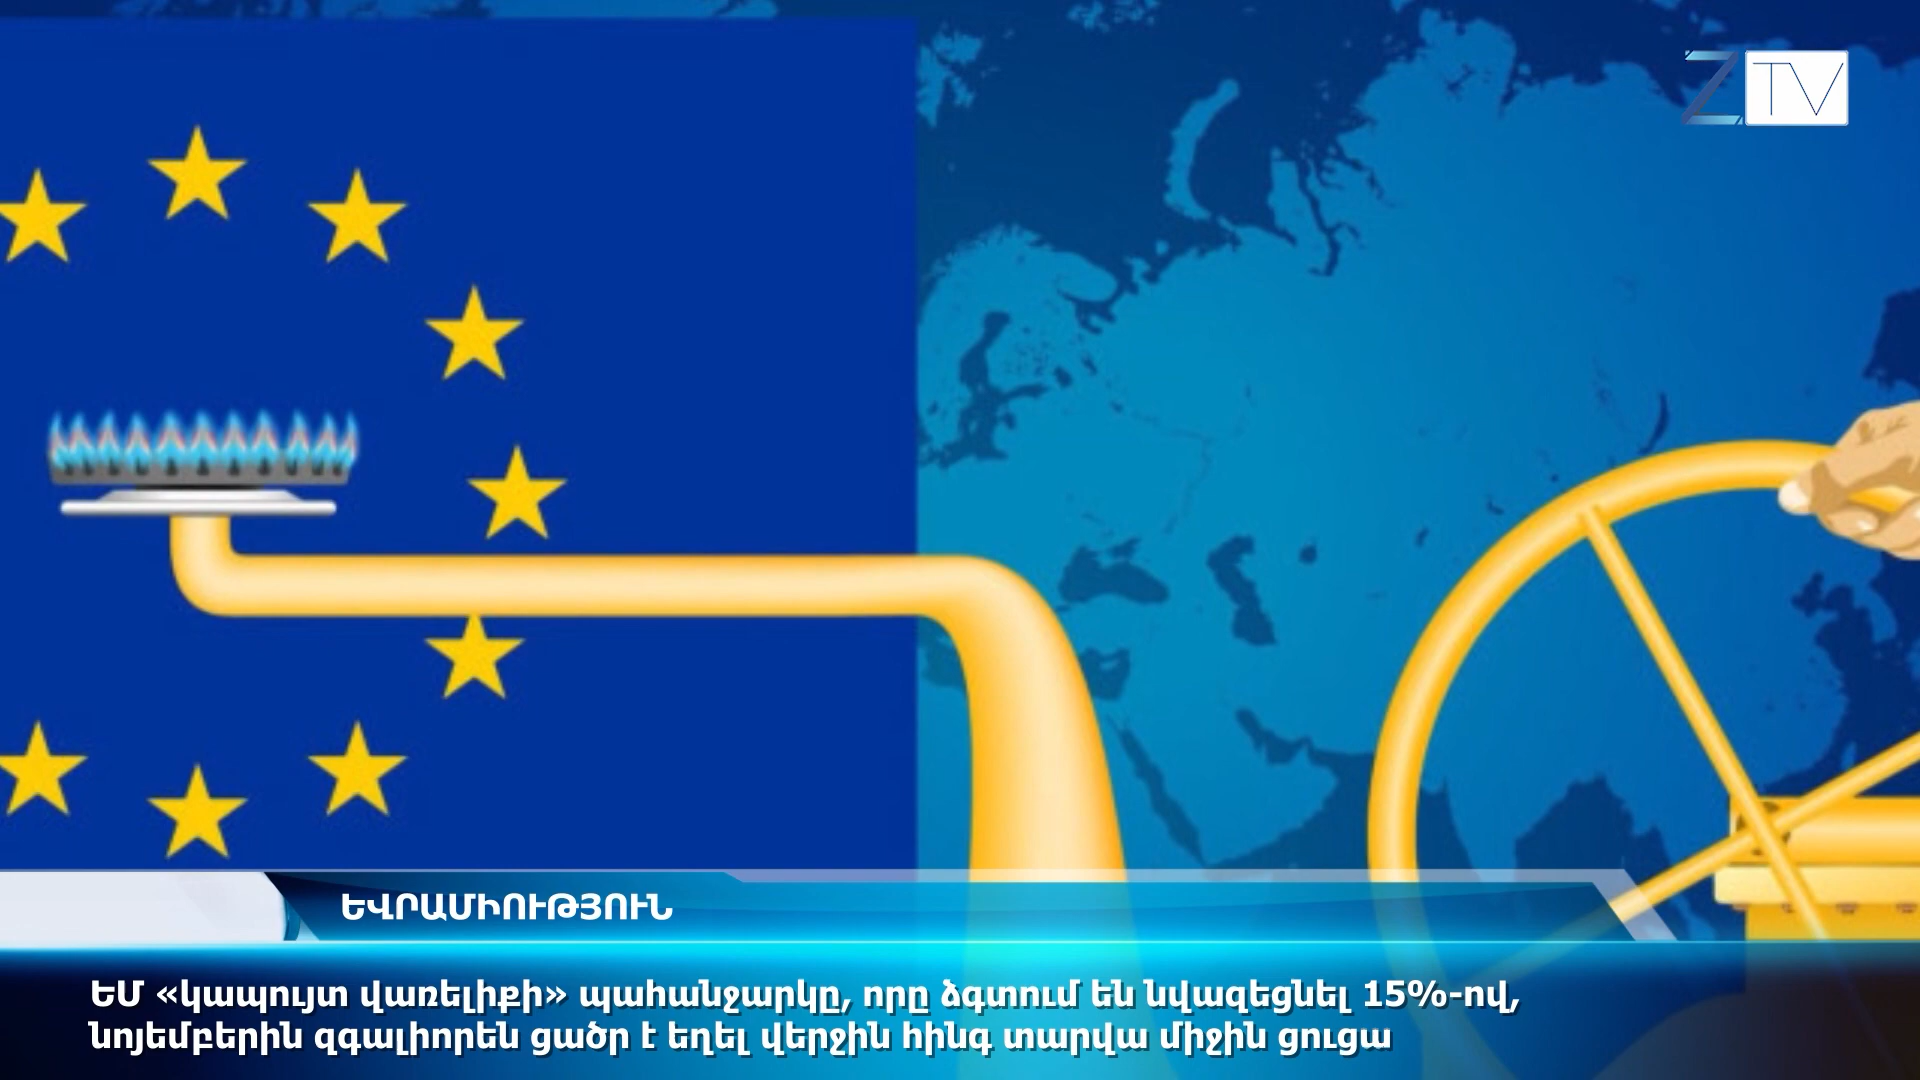 ZTV
ԵՎՐԱՄԻՈՒԹՅՈՒՆ
ԵՄ «կապույտ վառելիքի» պահանջարկը, որը ձգտում են նվազեցնել 15%-ով,
նոյեմբերին զգալիորեն ցածր է եղել վերջին հինգ տարվա միջին ցուցա